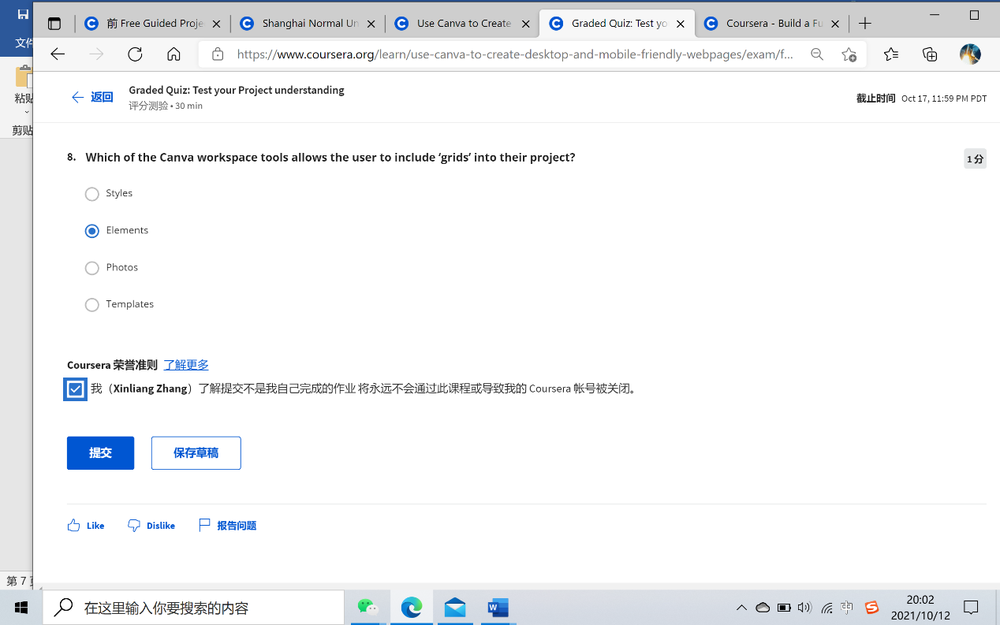 前 Free Guided Proje
Shanghai Normal Un
Use Canva to Create
Graded Quiz: Test yo
Coursera - Build a Fu
文件
https://www.coursera.org/learn/use-canva-to-create-desktop-and-mobile-friendly-webpages/exam/f...
粘贴
剪贴
返回
Graded Quiz: Test your Project understanding
评分测验 • 30 min
截止时间 Oct 17, 11:59 PM PDT
8. Which of the Canva workspace tools allows the user to include ‘grids’ into their project?
1 分
Styles
Elements
Photos
Templates
Coursera 荣誉准则 了解更多
我（Xinliang Zhang）了解提交不是我自己完成的作业 将永远不会通过此课程或导致我的 Coursera 帐号被关闭。
提交
保存草稿
Like
Dislike
报告问题
第 7
在这里输入你要搜索的内容
W
中
S
20:02
2021/10/12